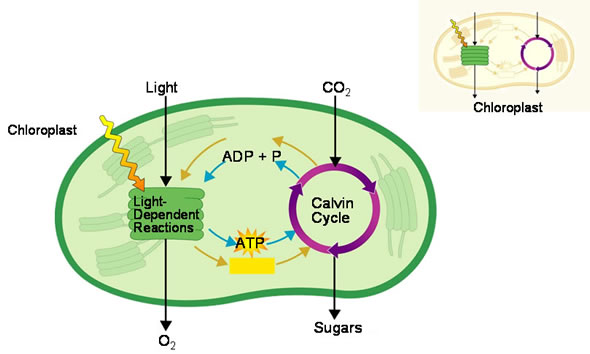 Chloroplast
Light
CO₂
Chloroplast
ADP + P
Light-
Dependent
Reactions
Calvin
Cycle
ATP
O₂
Sugars